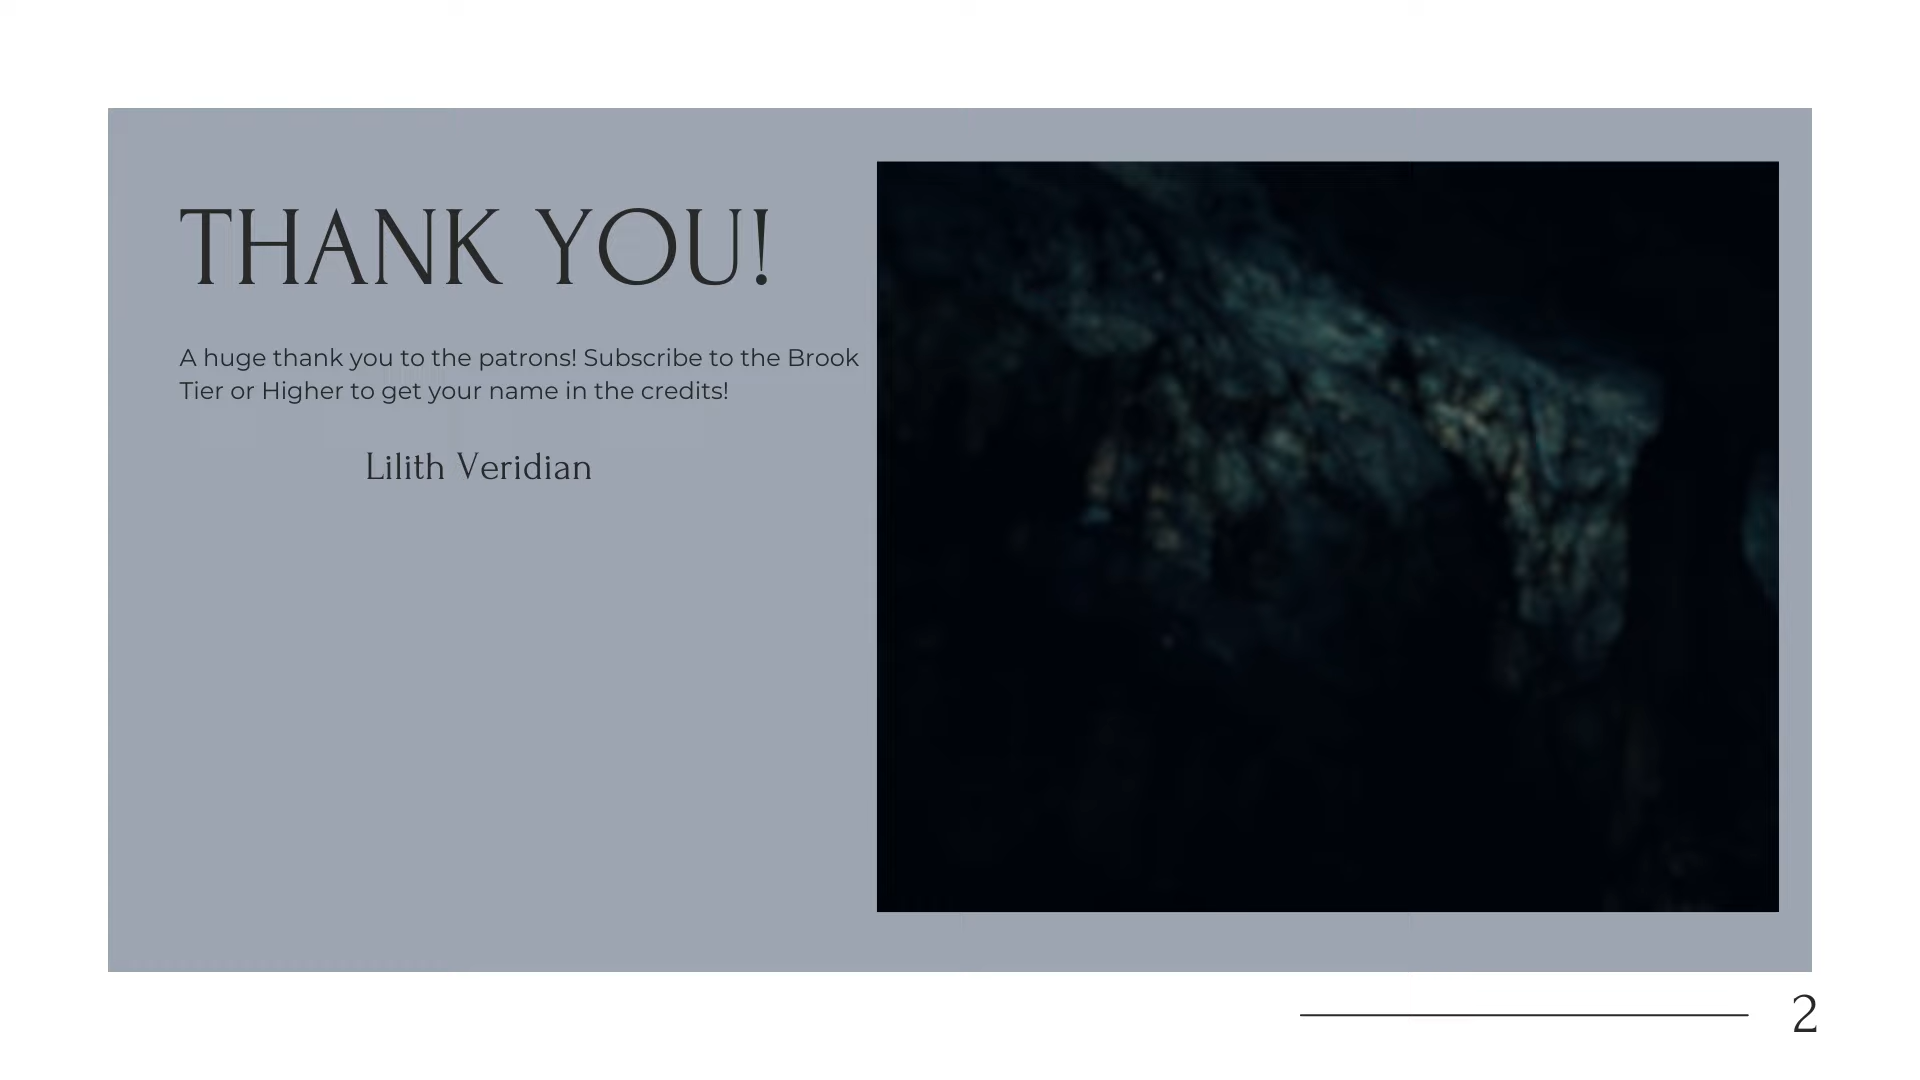 THANK YOU!
A huge thank you to the patrons! Subscribe to the Brook
Tier or Higher to get your name in the credits!
Lilith Veridian
2